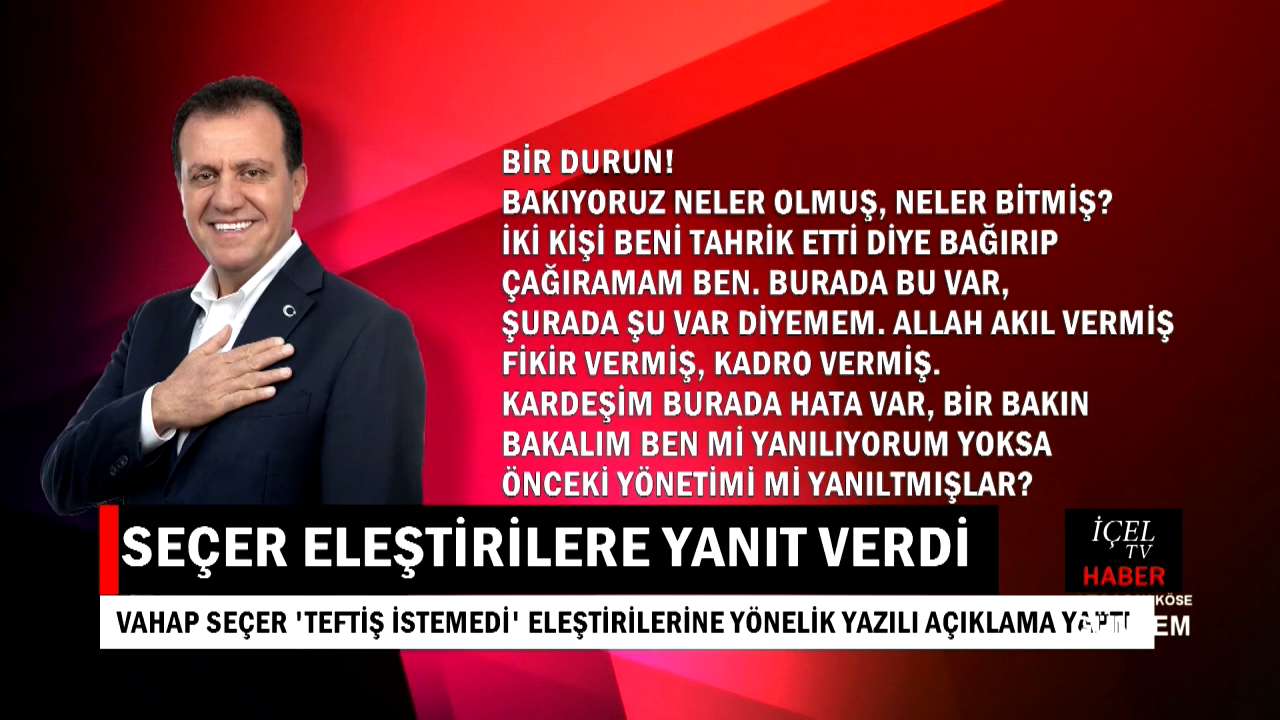 BİR DURUN!
BAKIYORUZ NELER OLMUŞ, NELER BİTMİŞ?
İKİ KİŞİ BENİ TAHRİK ETTİ DİYE BAĞIRIP
ÇAĞIRAMAM BEN. BURADA BU VAR,
ŞURADA ŞU VAR DİYEMEM. ALLAH AKIL VERMİŞ
FİKİR VERMİŞ, KADRO VERMİŞ.
KARDEŞİM BURADA HATA VAR, BİR BAKIN
BAKALIM BEN Mİ YANILIYORUM YOKSA
ÖNCEKİ YÖNETİMİ Mİ YANILTMIŞLAR?
SEÇER ELEŞTİRİLERE YANIT VERDİ
İÇEL
TV
HABER
KÖSE
VAHAP SEÇER 'TEFTİŞ İSTEMEDİ' ELEŞTİRİLERİNE YÖNELİK YAZILI AÇIKLAMA